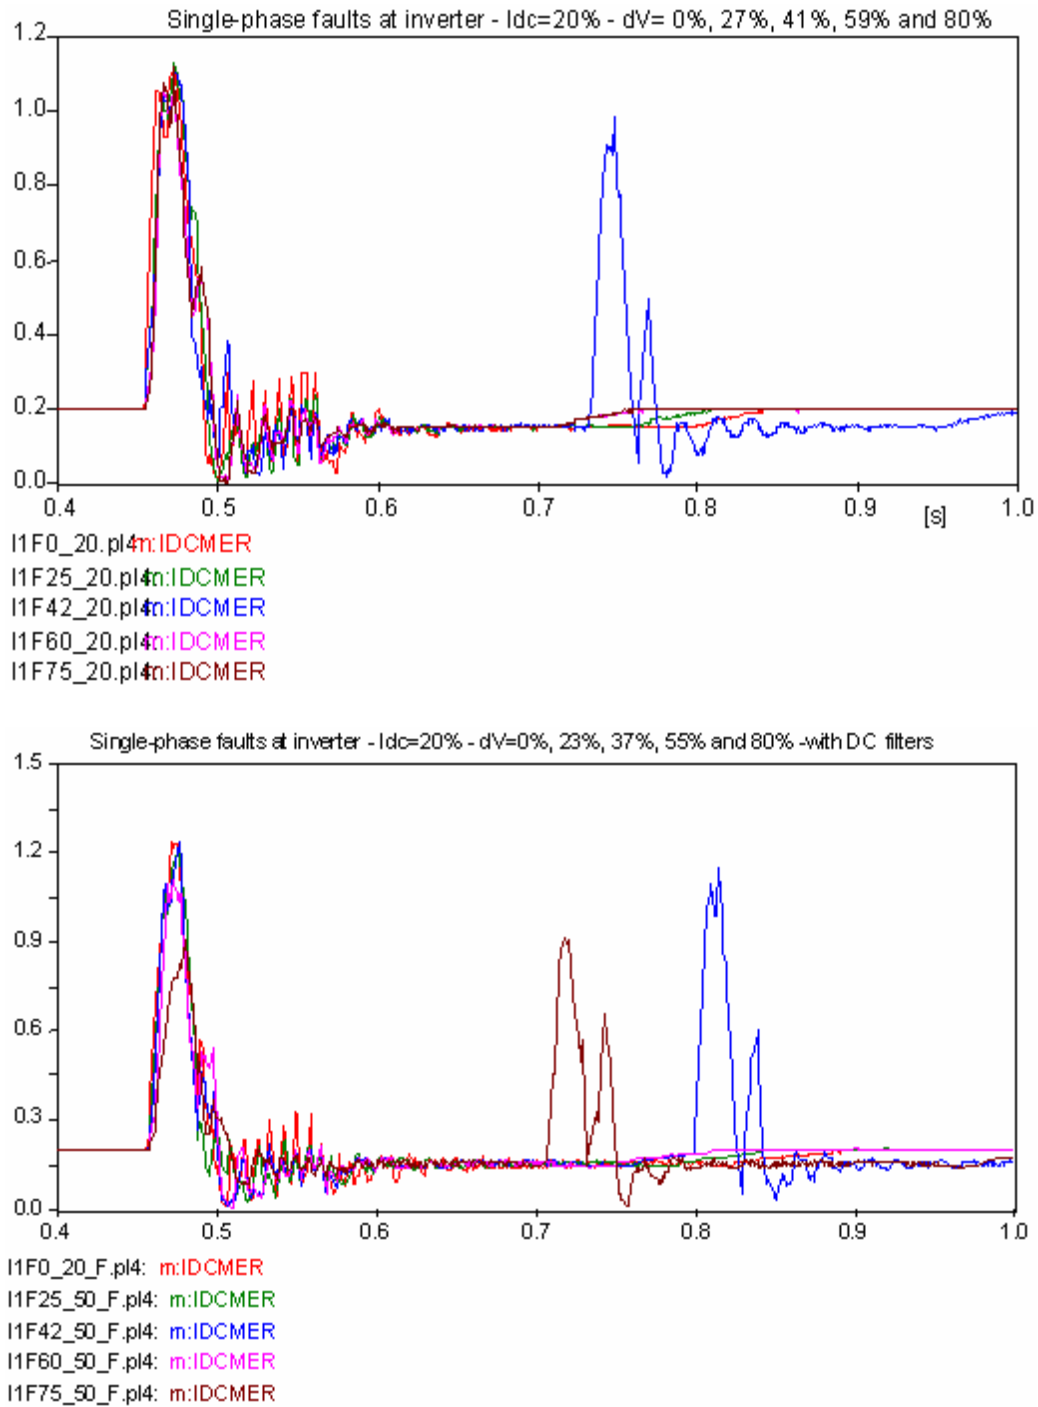 Single-phase faults at inverter - Idc=20% - dV= 0%, 27%, 41%, 59% and 80%
1.2
1.0
0.8
0.6
0.4
0.2
0.0
0.4 0.5 0.6 0.7 0.8 0.9 [s] 1.0
I1F0_20.pl4: m:IDCMER
I1F25_20.pl4: m:IDCMER
I1F42_20.pl4: m:IDCMER
I1F60_20.pl4: m:IDCMER
I1F75_20.pl4: m:IDCMER
Single-phase faults at inverter - Idc=20% - dV=0%, 23%, 37%, 55% and 80% -with DC filters
1.5
1.2
0.9
0.6
0.3
0.0
0.4 0.5 0.6 0.7 0.8 0.9 1.0
I1F0_20_F.pl4: m:IDCMER
I1F25_50_F.pl4: m:IDCMER
I1F42_50_F.pl4: m:IDCMER
I1F60_50_F.pl4: m:IDCMER
I1F75_50_F.pl4: m:IDCMER